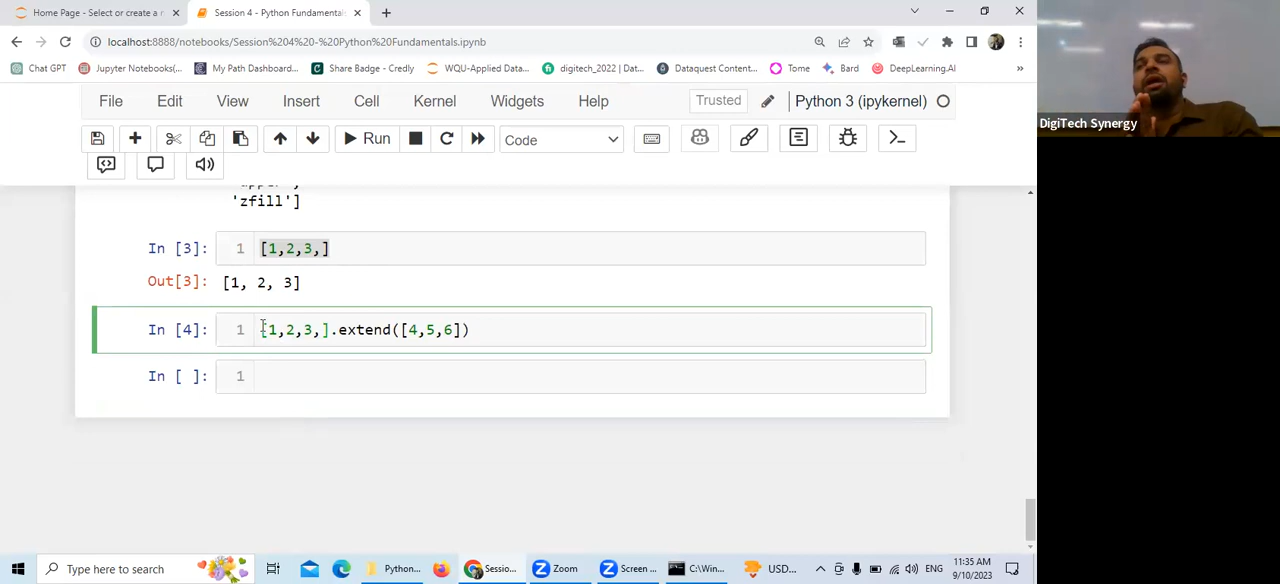 Home Page - Select or create a n
Session 4 - Python Fundamentals
localhost:8888/notebooks/Session%204%20-%20Python%20Fundamentals.ipynb
Chat GPT
Jupyter Notebooks(...
My Path Dashboard...
Share Badge - Credly
WQU-Applied Data...
digitech_2022 | Dat...
Dataquest Content...
Tome
Bard
DeepLearning.AI
»
File
Edit
View
Insert
Cell
Kernel
Widgets
Help
Trusted
Python 3 (ipykernel)
Run
Code
'zfill']
In [3]:
1
[1,2,3,]
Out[3]:
[1, 2, 3]
In [4]:
1
[1,2,3,].extend([4,5,6])
In [ ]:
1
DigiTech Synergy
Type here to search
Python...
Sessio...
Zoom
Screen ...
C:\Win...
USD...
ENG
11:35 AM
9/10/2023